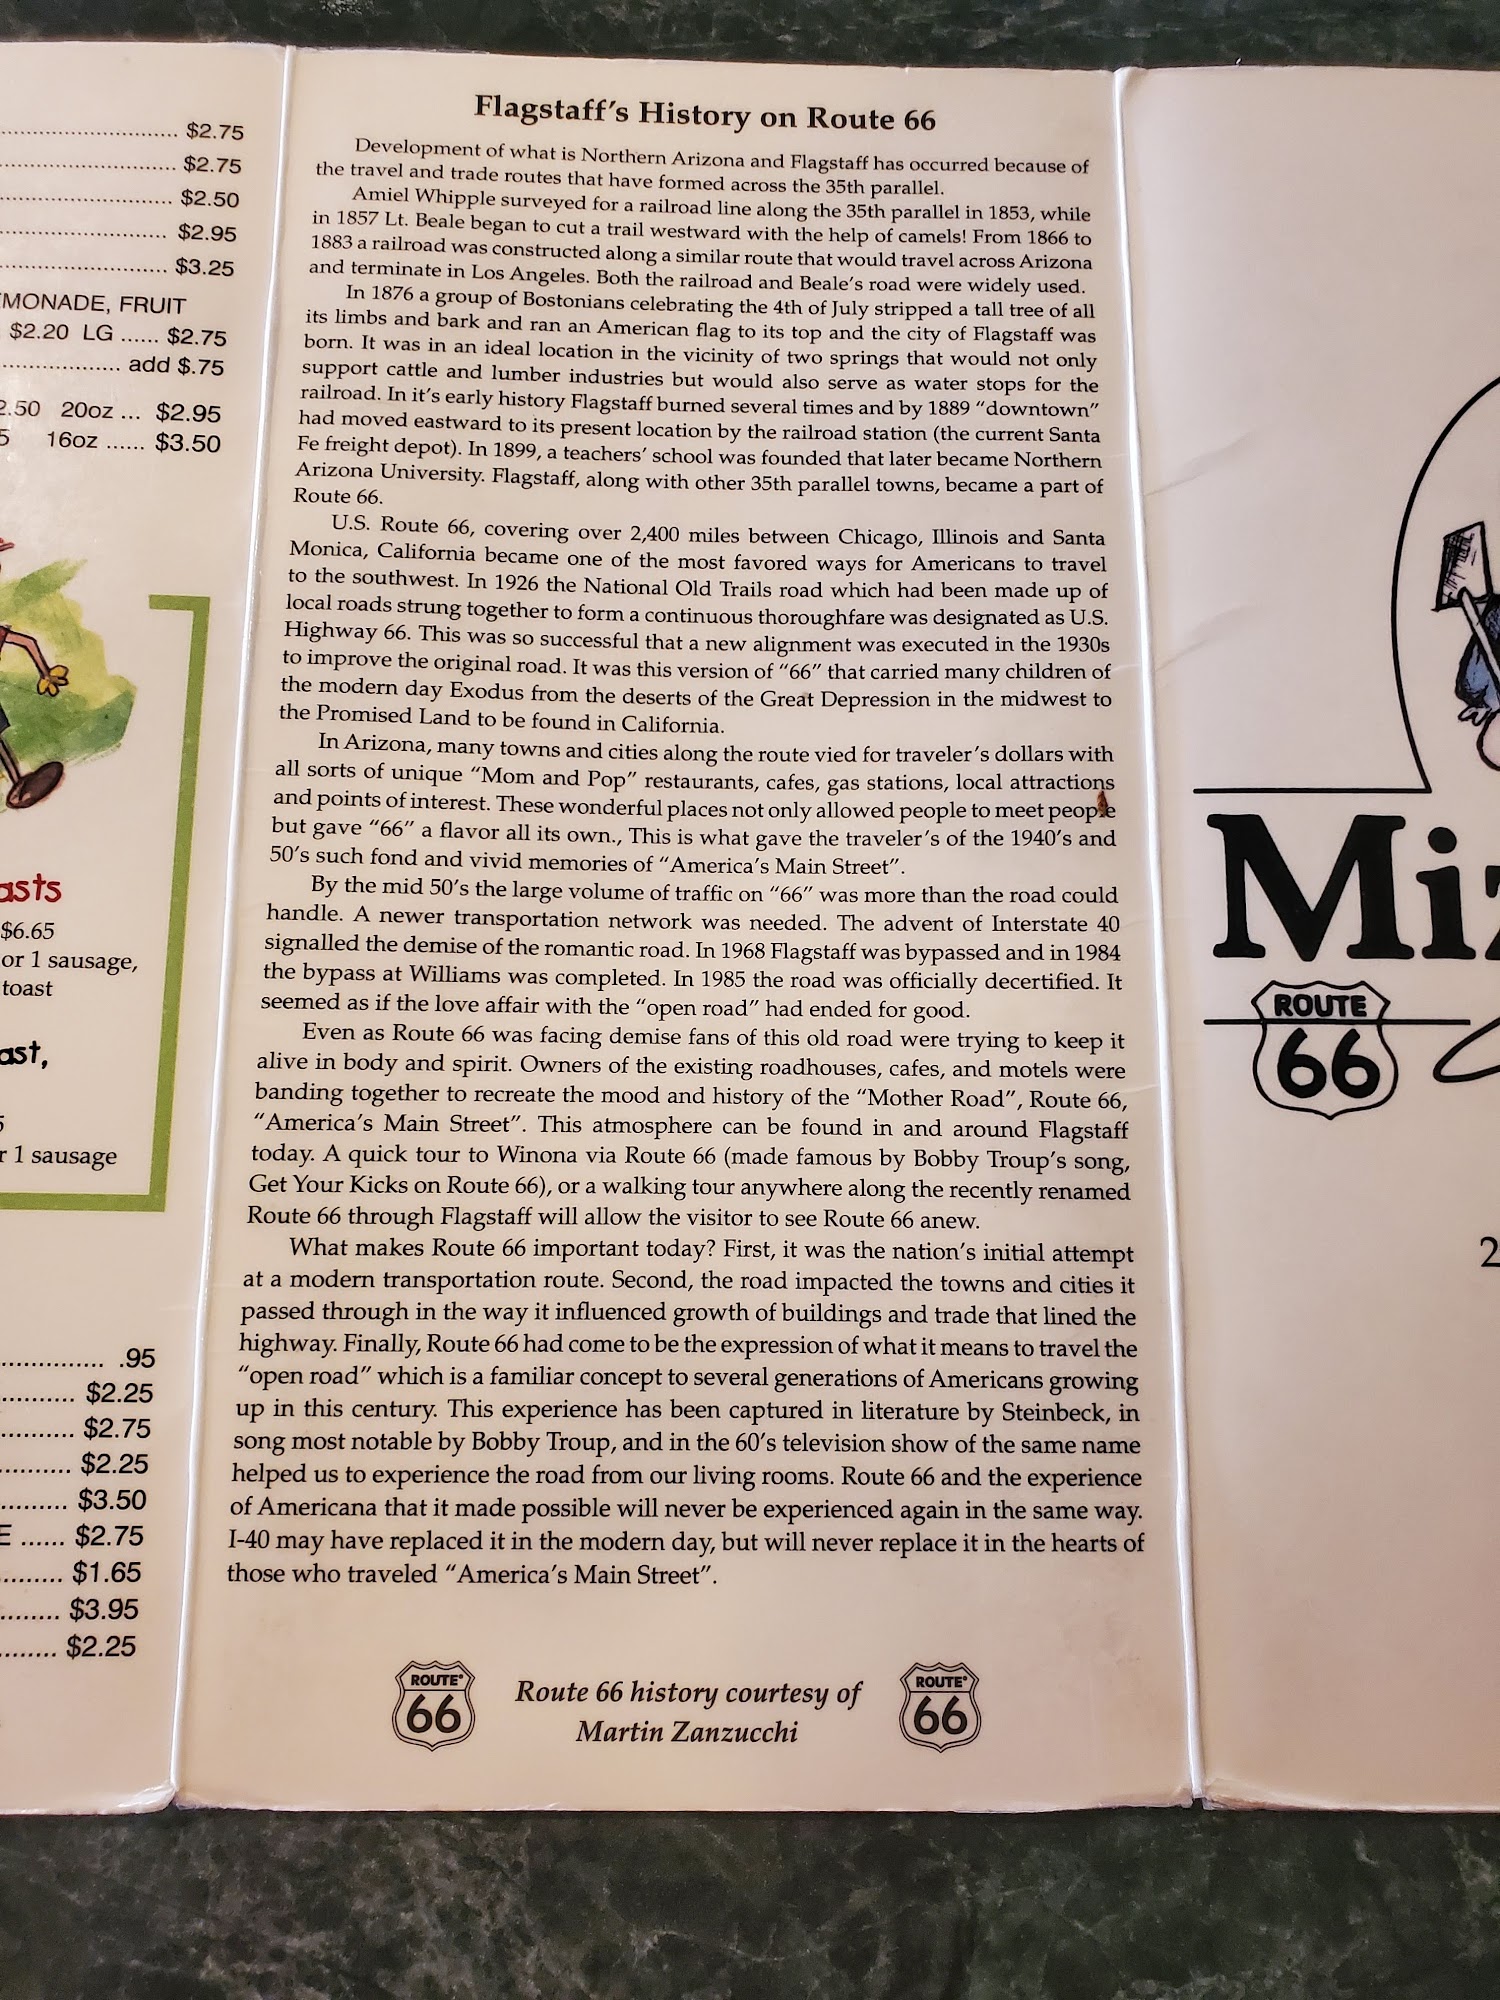 ............................ $2.75
............................ $2.75
............................ $2.50
............................ $2.95
............................ $3.25
MONADE, FRUIT
$2.20 LG ...... $2.75
..................... add $.75
2.50 20oz ... $2.95
5 16oz ...... $3.50
asts
$6.65
or 1 sausage,
toast
ast,
5
r 1 sausage
................ .95
.......... $2.25
.......... $2.75
.......... $2.25
.......... $3.50
E ...... $2.75
......... $1.65
........ $3.95
........ $2.25
Flagstaff's History on Route 66
Development of what is Northern Arizona and Flagstaff has occurred because of
the travel and trade routes that have formed across the 35th parallel.
Amiel Whipple surveyed for a railroad line along the 35th parallel in 1853, while
in 1857 Lt. Beale began to cut a trail westward with the help of camels! From 1866 to
1883 a railroad was constructed along a similar route that would travel across Arizona
and terminate in Los Angeles. Both the railroad and Beale's road were widely used.
In 1876 a group of Bostonians celebrating the 4th of July stripped a tall tree of all
its limbs and bark and ran an American flag to its top and the city of Flagstaff was
born. It was in an ideal location in the vicinity of two springs that would not only
support cattle and lumber industries but would also serve as water stops for the
railroad. In it's early history Flagstaff burned several times and by 1889 "downtown"
had moved eastward to its present location by the railroad station (the current Santa
Fe freight depot). In 1899, a teachers' school was founded that later became Northern
Arizona University. Flagstaff, along with other 35th parallel towns, became a part of
Route 66.
U.S. Route 66, covering over 2,400 miles between Chicago, Illinois and Santa
Monica, California became one of the most favored ways for Americans to travel
to the southwest. In 1926 the National Old Trails road which had been made up of
local roads strung together to form a continuous thoroughfare was designated as U.S.
Highway 66. This was so successful that a new alignment was executed in the 1930s
to improve the original road. It was this version of "66" that carried many children of
the modern day Exodus from the deserts of the Great Depression in the midwest to
the Promised Land to be found in California.
In Arizona, many towns and cities along the route vied for traveler's dollars with
all sorts of unique "Mom and Pop" restaurants, cafes, gas stations, local attractions
and points of interest. These wonderful places not only allowed people to meet people
but gave "66" a flavor all its own., This is what gave the traveler's of the 1940's and
50's such fond and vivid memories of "America's Main Street".
By the mid 50's the large volume of traffic on "66" was more than the road could
handle. A newer transportation network was needed. The advent of Interstate 40
signalled the demise of the romantic road. In 1968 Flagstaff was bypassed and in 1984
the bypass at Williams was completed. In 1985 the road was officially decertified. It
seemed as if the love affair with the "open road" had ended for good.
Even as Route 66 was facing demise fans of this old road were trying to keep it
alive in body and spirit. Owners of the existing roadhouses, cafes, and motels were
banding together to recreate the mood and history of the "Mother Road", Route 66,
"America's Main Street". This atmosphere can be found in and around Flagstaff
today. A quick tour to Winona via Route 66 (made famous by Bobby Troup's song,
Get Your Kicks on Route 66), or a walking tour anywhere along the recently renamed
Route 66 through Flagstaff will allow the visitor to see Route 66 anew.
What makes Route 66 important today? First, it was the nation's initial attempt
at a modern transportation route. Second, the road impacted the towns and cities it
passed through in the way it influenced growth of buildings and trade that lined the
highway. Finally, Route 66 had come to be the expression of what it means to travel the
"open road" which is a familiar concept to several generations of Americans growing
up in this century. This experience has been captured in literature by Steinbeck, in
song most notable by Bobby Troup, and in the 60's television show of the same name
helped us to experience the road from our living rooms. Route 66 and the experience
of Americana that it made possible will never be experienced again in the same way.
I-40 may have replaced it in the modern day, but will never replace it in the hearts of
those who traveled "America's Main Street".
ROUTE
66
Route 66 history courtesy of
Martin Zanzucchi
ROUTE
66
Miz
ROUTE
66
2